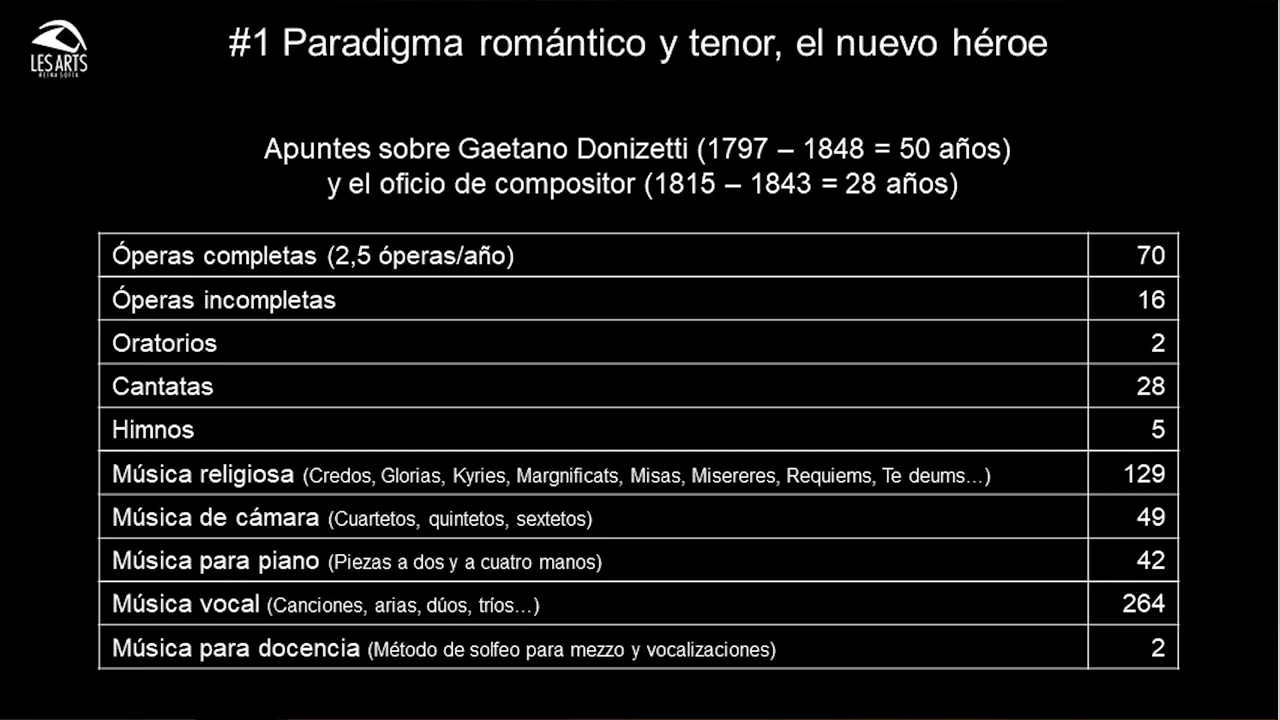 LES ARTS
REINA SOFÍA
#1 Paradigma romántico y tenor, el nuevo héroe
Apuntes sobre Gaetano Donizetti (1797 – 1848 = 50 años)
y el oficio de compositor (1815 – 1843 = 28 años)
Óperas completas (2,5 óperas/año) 70
Óperas incompletas 16
Oratorios 2
Cantatas 28
Himnos 5
Música religiosa (Credos, Glorias, Kyries, Margnificats, Misas, Misereres, Requiems, Te deums...) 129
Música de cámara (Cuartetos, quintetos, sextetos) 49
Música para piano (Piezas a dos y a cuatro manos) 42
Música vocal (Canciones, arias, dúos, tríos...) 264
Música para docencia (Método de solfeo para mezzo y vocalizaciones) 2